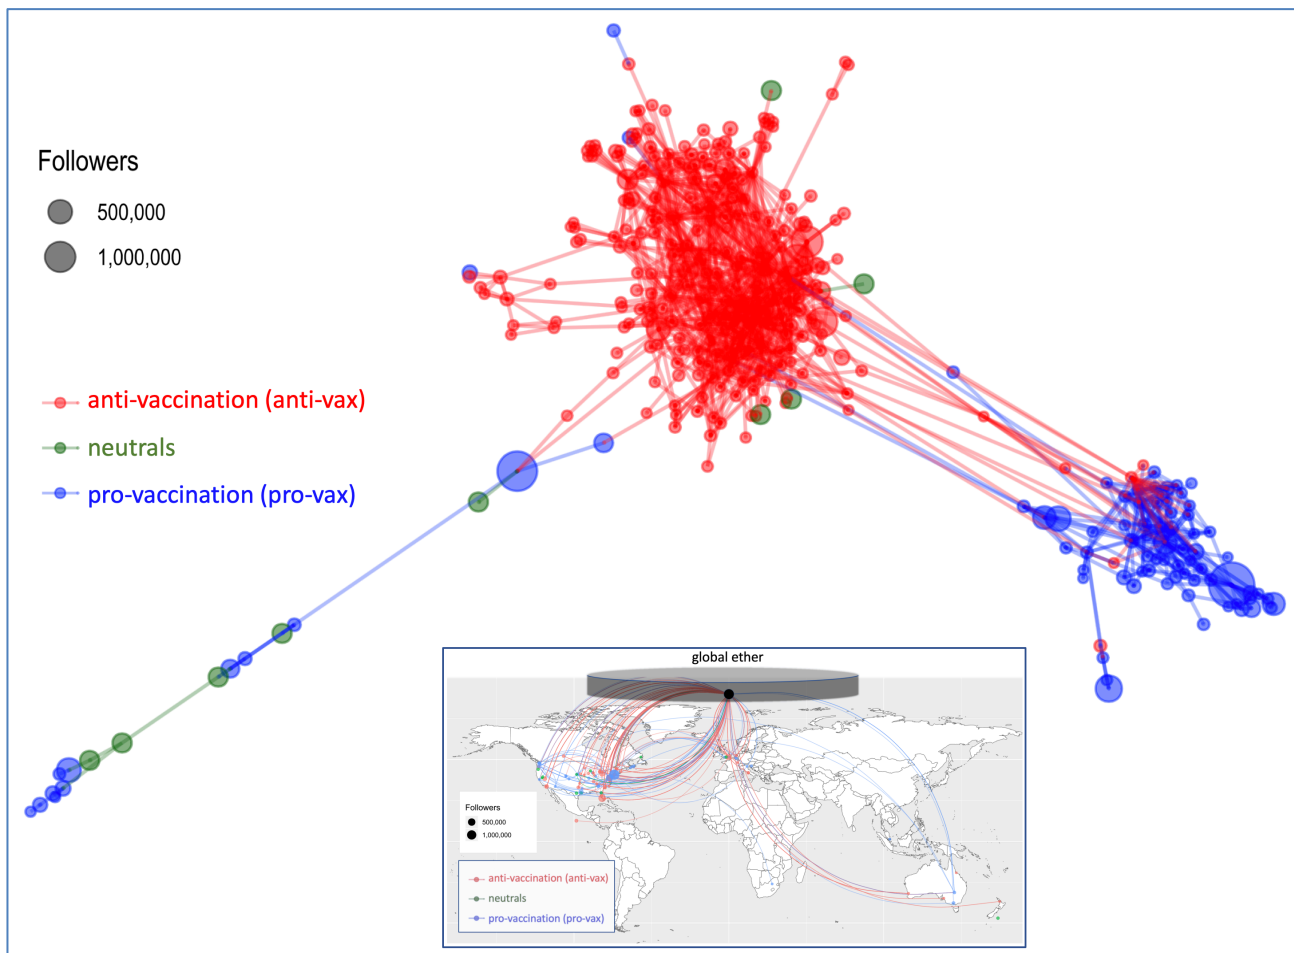 Followers
500,000
1,000,000
anti-vaccination (anti-vax)
neutrals
pro-vaccination (pro-vax)
global ether
Followers
500,000
1,000,000
anti-vaccination (anti-vax)
neutrals
pro-vaccination (pro-vax)